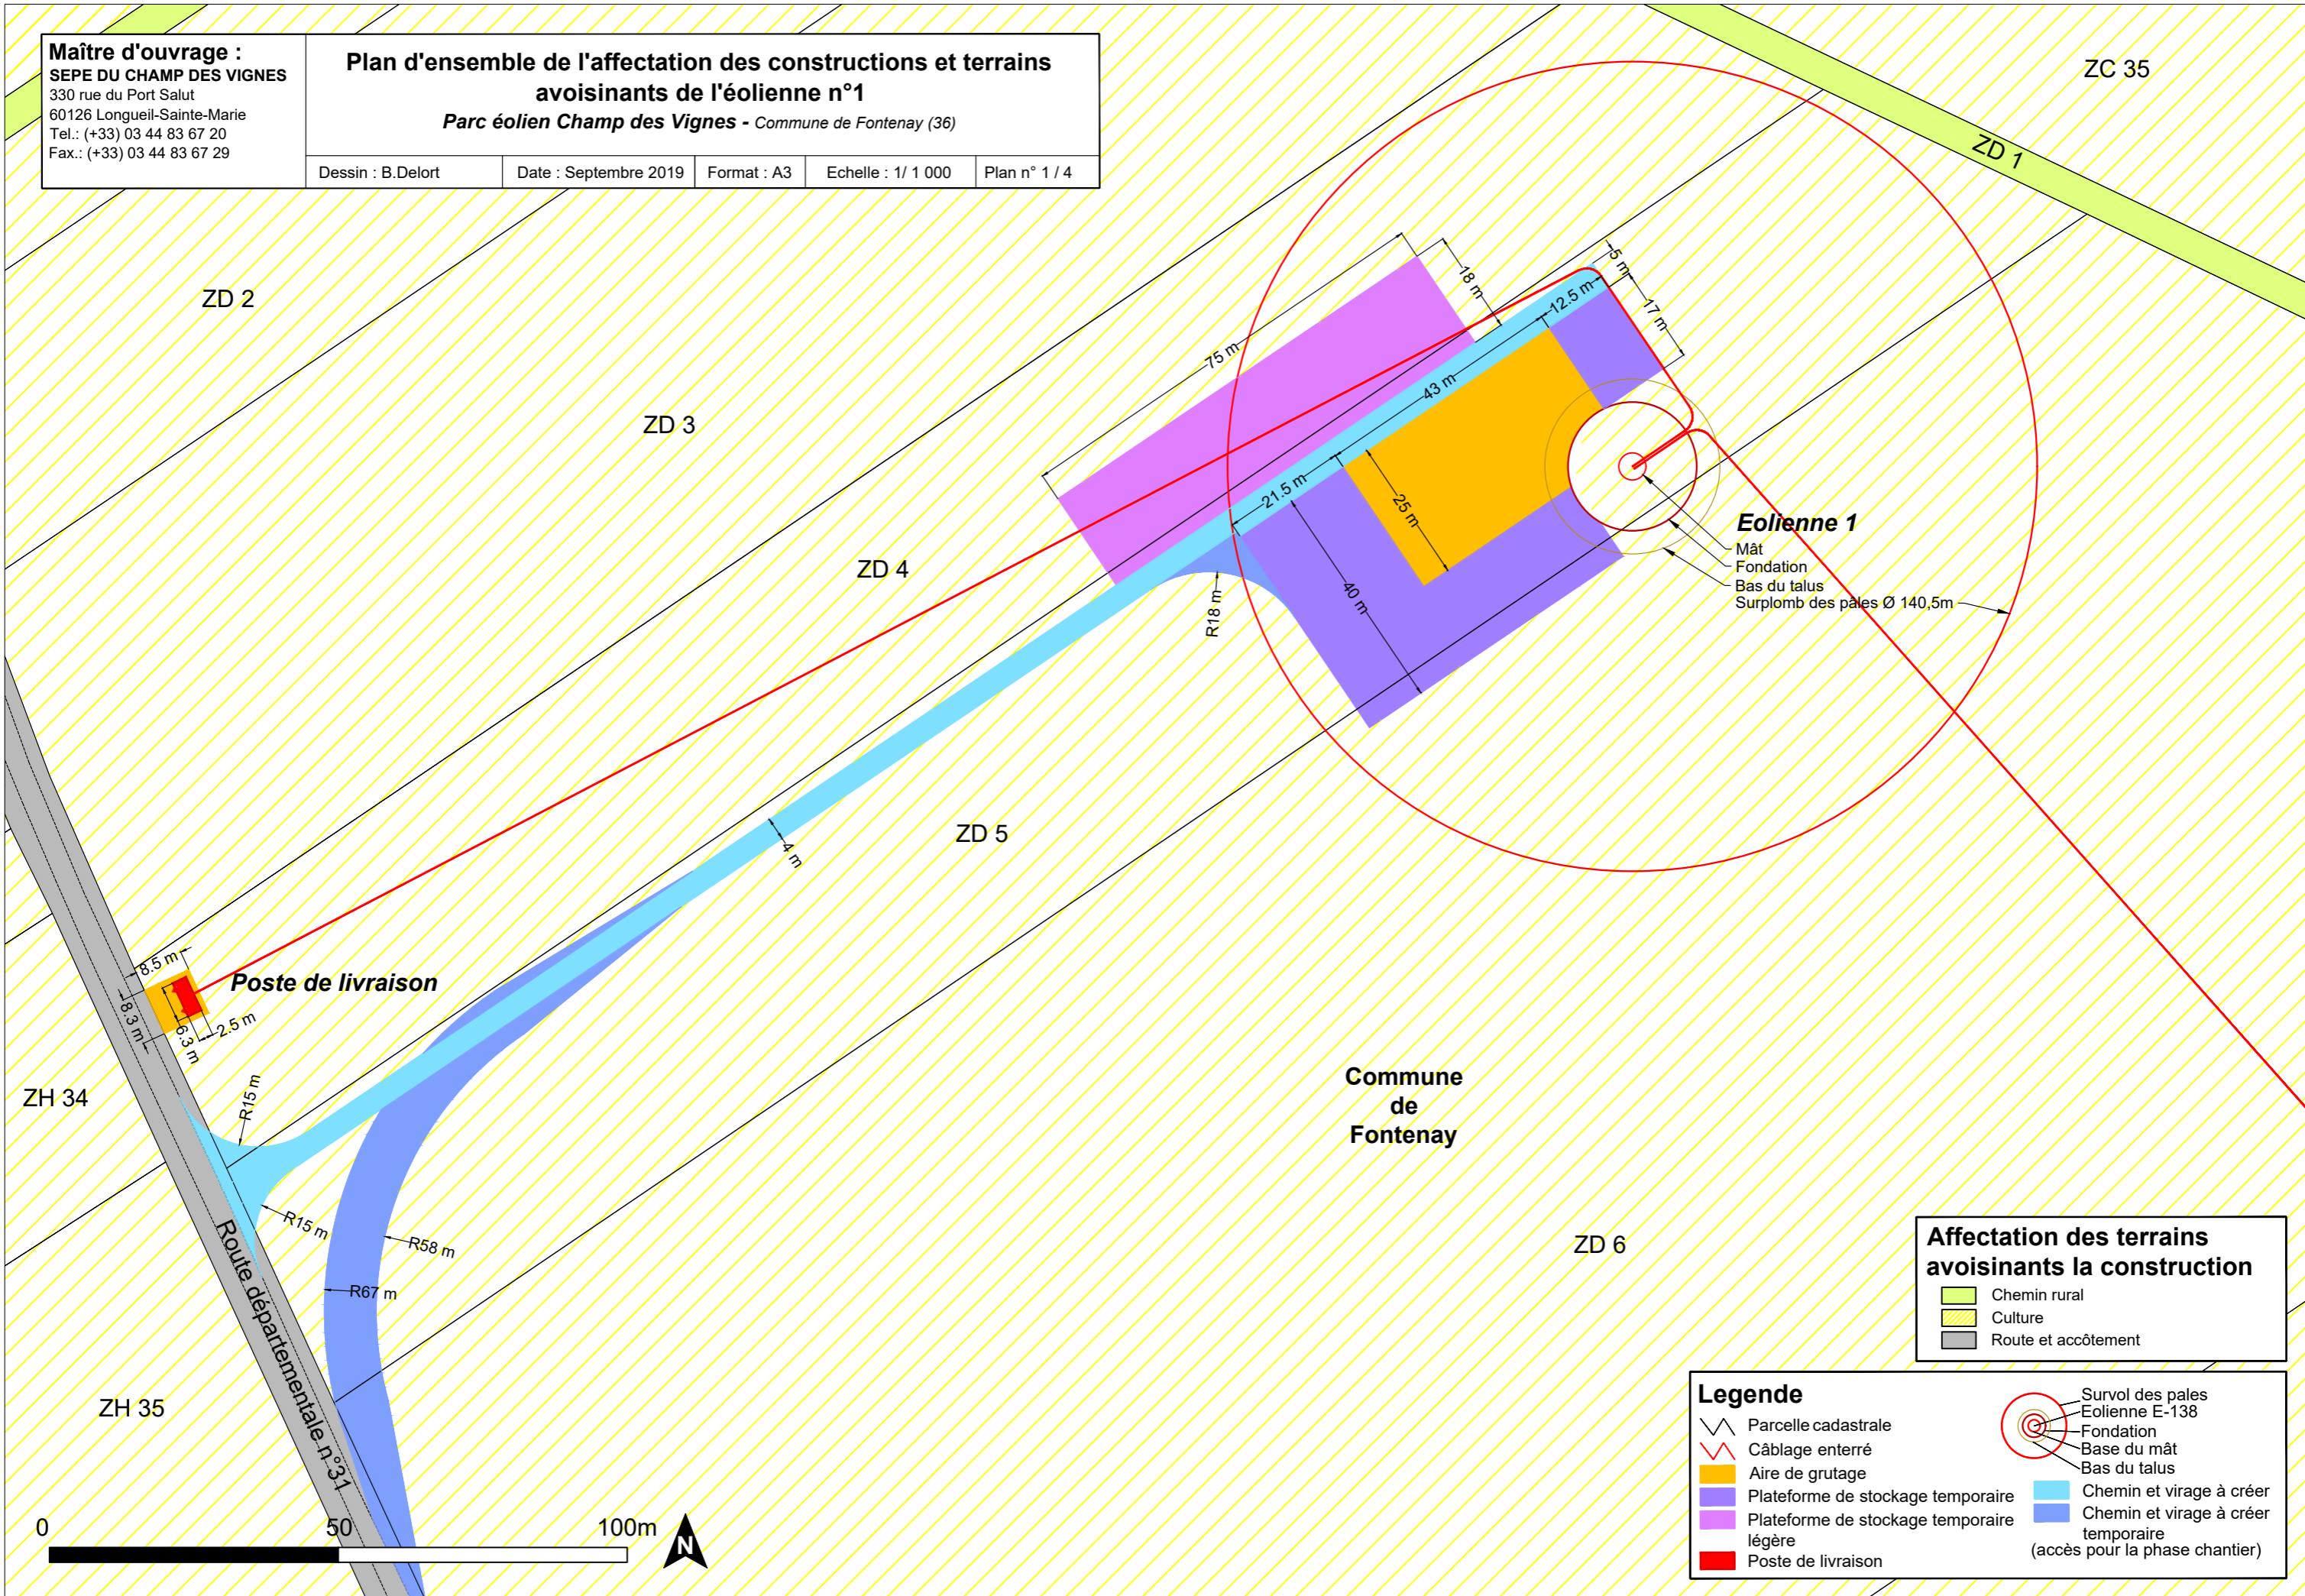 Maître d'ouvrage :
SEPE DU CHAMP DES VIGNES
330 rue du Port Salut
60126 Longueil-Sainte-Marie
Tel.: (+33) 03 44 83 67 20
Fax.: (+33) 03 44 83 67 29
Plan d'ensemble de l'affectation des constructions et terrains
avoisinants de l'éolienne n°1
Parc éolien Champ des Vignes - Commune de Fontenay (36)
Dessin : B.Delort
Date : Septembre 2019
Format : A3
Echelle : 1/ 1 000
Plan n° 1 / 4
ZC 35
ZD 1
ZD 2
ZD 3
ZD 4
ZD 5
ZD 6
ZH 34
ZH 35
75 m
18 m
5 m
12.5 m
17 m
43 m
21.5 m
25 m
40 m
R18 m
4 m
Eolienne 1
Mât
Fondation
Bas du talus
Surplomb des pales Ø 140,5m
Poste de livraison
8.5 m
8.3 m
6.3 m
2.5 m
R15 m
R15 m
R58 m
R67 m
Route départementale n°31
Commune
de
Fontenay
0
50
100m
N
Affectation des terrains
avoisinants la construction
Chemin rural
Culture
Route et accôtement
Legende
Parcelle cadastrale
Câblage enterré
Aire de grutage
Plateforme de stockage temporaire
Plateforme de stockage temporaire
légère
Poste de livraison
Survol des pales
Eolienne E-138
Fondation
Base du mât
Bas du talus
Chemin et virage à créer
Chemin et virage à créer
temporaire
(accès pour la phase chantier)